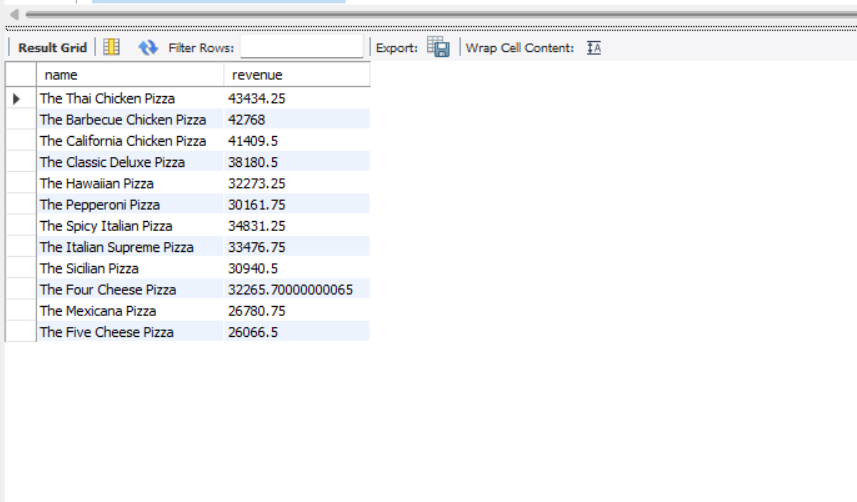 Result Grid Filter Rows: Export: Wrap Cell Content: IA
name revenue
The Thai Chicken Pizza 43434.25
The Barbecue Chicken Pizza 42768
The California Chicken Pizza 41409.5
The Classic Deluxe Pizza 38180.5
The Hawaiian Pizza 32273.25
The Pepperoni Pizza 30161.75
The Spicy Italian Pizza 34831.25
The Italian Supreme Pizza 33476.75
The Sicilian Pizza 30940.5
The Four Cheese Pizza 32265.70000000065
The Mexicana Pizza 26780.75
The Five Cheese Pizza 26066.5